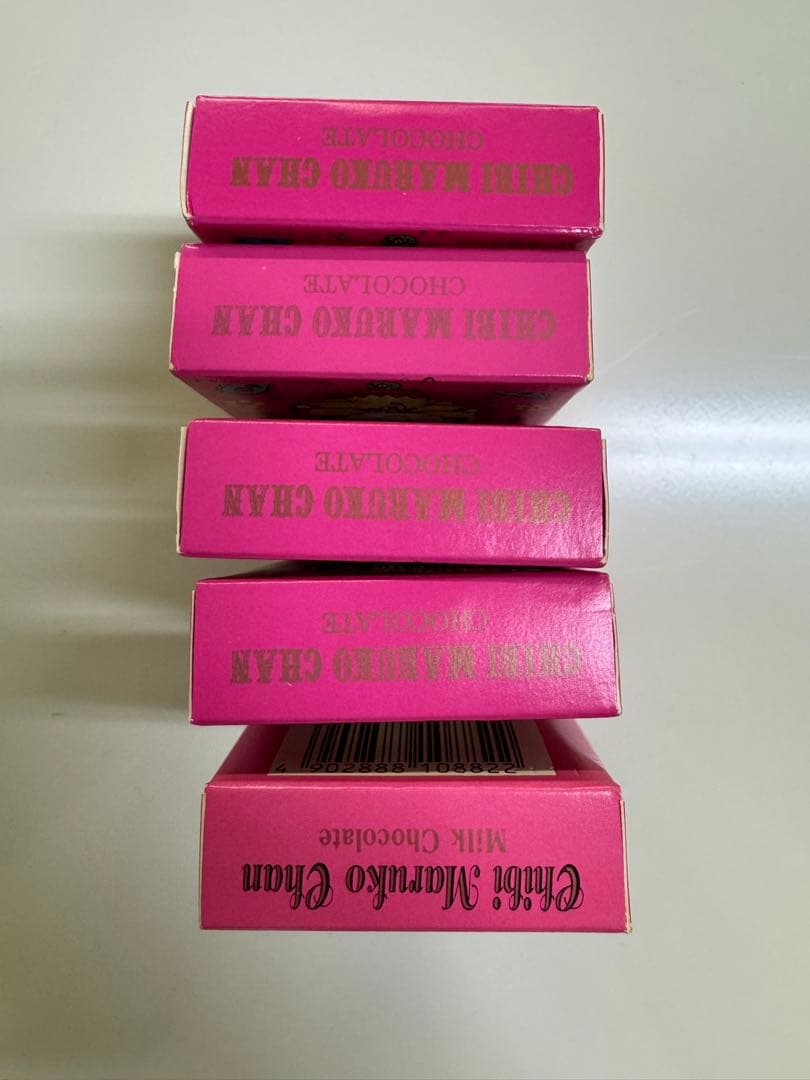 CHIBI MARUKO CHAN
CHOCOLATE
CHIBI MARUKO CHAN
CHOCOLATE
CHIBI MARUKO CHAN
CHOCOLATE
CHIBI MARUKO CHAN
CHOCOLATE
4 902888 108822
Chibi Maruko Chan
Milk Chocolate